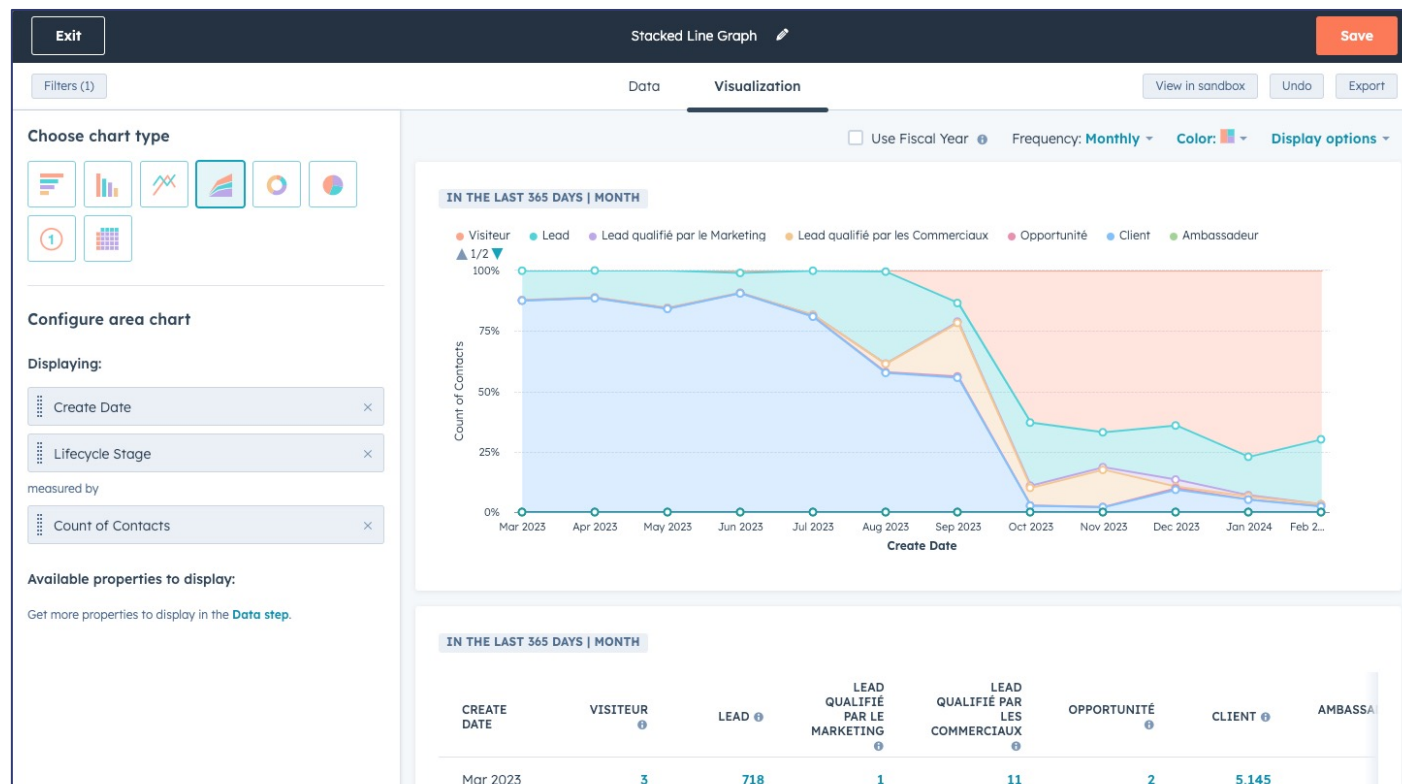 Exit
Stacked Line Graph
Save
Filters (1)
Data
Visualization
View in sandbox
Undo
Export
Choose chart type
1
Configure area chart
Displaying:
Create Date
Lifecycle Stage
measured by
Count of Contacts
Available properties to display:
Get more properties to display in the Data step.
Use Fiscal Year
Frequency: Monthly
Color:
Display options
IN THE LAST 365 DAYS | MONTH
Visiteur Lead Lead qualifié par le Marketing Lead qualifié par les Commerciaux Opportunité Client Ambassadeur
1/2
100%
75%
50%
25%
0%
Count of Contacts
Mar 2023 Apr 2023 May 2023 Jun 2023 Jul 2023 Aug 2023 Sep 2023 Oct 2023 Nov 2023 Dec 2023 Jan 2024 Feb 2...
Create Date
IN THE LAST 365 DAYS | MONTH
CREATE
DATE
VISITEUR
LEAD
LEAD
QUALIFIÉ
PAR LE
MARKETING
LEAD
QUALIFIÉ PAR
LES
COMMERCIAUX
OPPORTUNITÉ
CLIENT
AMBASSA
Mar 2023 3 718 1 11 2 5,145